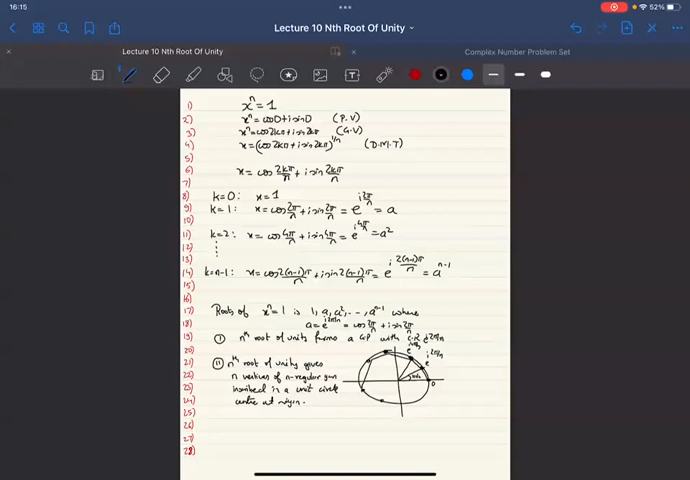 16:15
52%
Lecture 10 Nth Root Of Unity
Lecture 10 Nth Root Of Unity
Complex Number Problem Set
1) xⁿ = 1
2) xⁿ = cos0 + i sin0 (P.V)
3) xⁿ = cos2kπ + i sin2kπ (G.V)
4) x = (cos2kπ + i sin2kπ)^1/n (D.M.T)
5)
6) x = cos 2kπ/n + i sin 2kπ/n
7)
8) k=0: x = 1
9) k=1: x = cos 2π/n + i sin 2π/n = e^i2π/n = a
10)
11) k=2: x = cos 4π/n + i sin 4π/n = e^i4π/n = a²
12)
13)
14) k=n-1: x = cos 2(n-1)π/n + i sin 2(n-1)π/n = e^i2(n-1)π/n = a^n-1
15)
16)
17) Roots of xⁿ = 1 is 1, a, a², ..., a^n-1 where
18) a = e^i2π/n = cos 2π/n + i sin 2π/n
19) (I) nth root of unity forms a GP with C.R e^i2π/n
20)
21) (II) nth root of unity gives
22) n vertices of n-regular gon
23) inscribed in a unit circle
24) centre at origin.
25)
26)
27)
28)